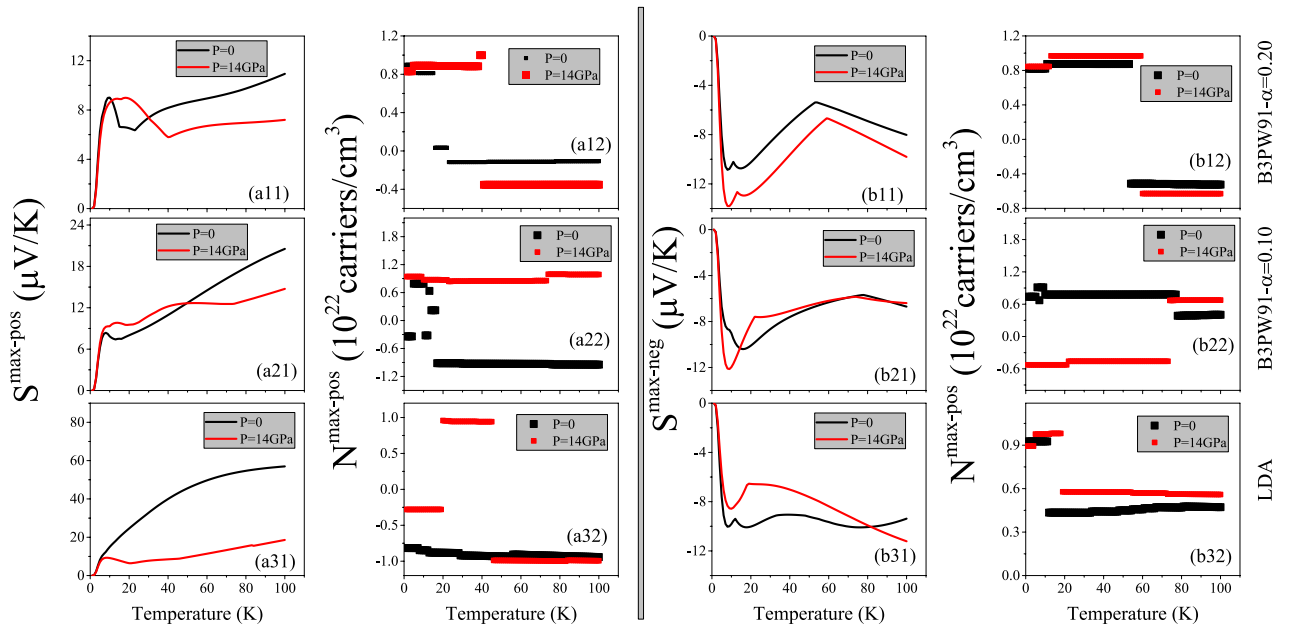 S^max-pos (μV/K)
N^max-pos (10^22 carriers/cm^3)
S^max-neg (μV/K)
N^max-pos (10^22 carriers/cm^3)
12
9
6
3
0
P=0
P=14GPa
(a11)
1.2
0.8
0.4
0.0
-0.4
P=0
P=14GPa
(a12)
0
-4
-8
-12
P=0
P=14GPa
(b11)
1.2
0.8
0.4
0.0
-0.4
-0.8
P=0
P=14GPa
(b12)
B3PW91-α=0.20
24
18
12
6
0
P=0
P=14GPa
(a21)
1.8
1.2
0.6
0.0
-0.6
-1.2
P=0
P=14GPa
(a22)
0
-3
-6
-9
-12
P=0
P=14GPa
(b21)
1.8
1.2
0.6
0.0
-0.6
P=0
P=14GPa
(b22)
B3PW91-α=0.10
80
60
40
20
0
P=0
P=14GPa
(a31)
1.0
0.5
0.0
-0.5
-1.0
P=0
P=14GPa
(a32)
0
-4
-8
-12
P=0
P=14GPa
(b31)
0.9
0.6
0.3
0.0
P=0
P=14GPa
(b32)
LDA
0 20 40 60 80 100
0 20 40 60 80 100
0 20 40 60 80 100
0 20 40 60 80 100
Temperature (K)
Temperature (K)
Temperature (K)
Temperature (K)